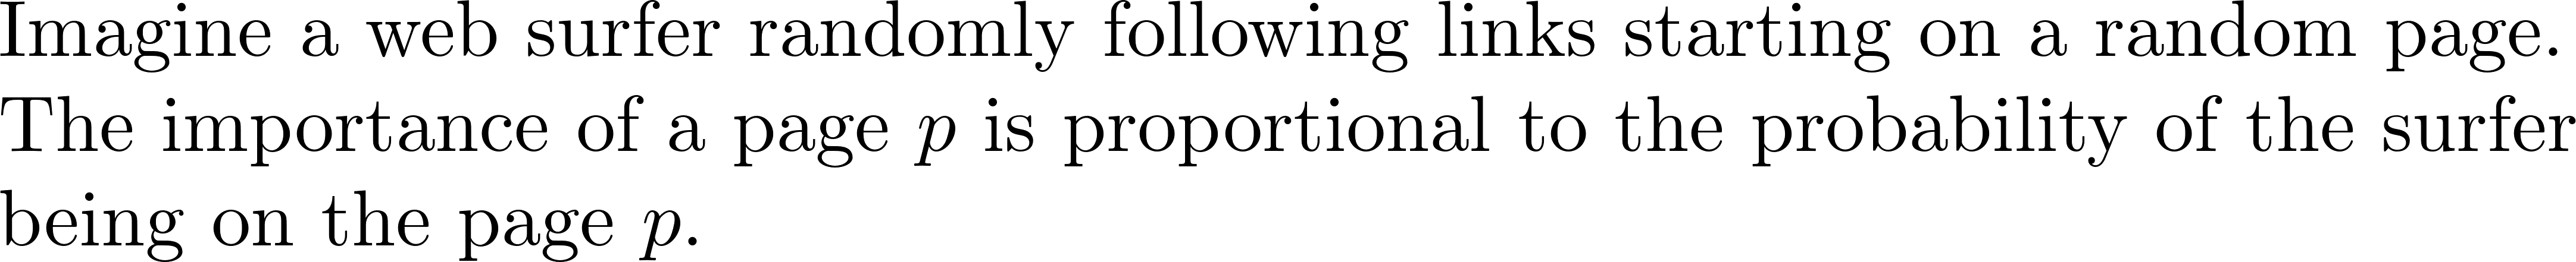 Imagine a web surfer randomly following links starting on a random page.
The importance of a page p is proportional to the probability of the surfer
being on the page p.